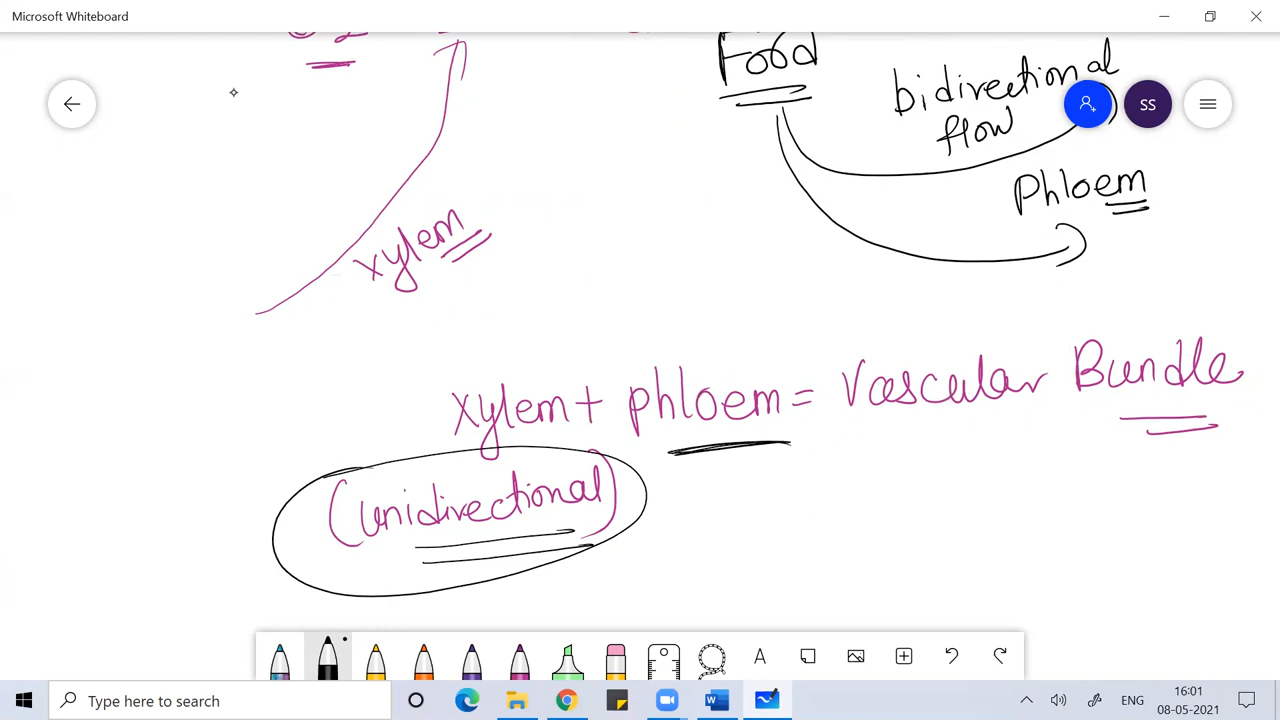 Microsoft Whiteboard
Food
bidirectional
flow
SS
Phloem
xylem
xylem + phloem = Vascular Bundle
(unidirectional)
A
Type here to search
ENG
16:01
08-05-2021